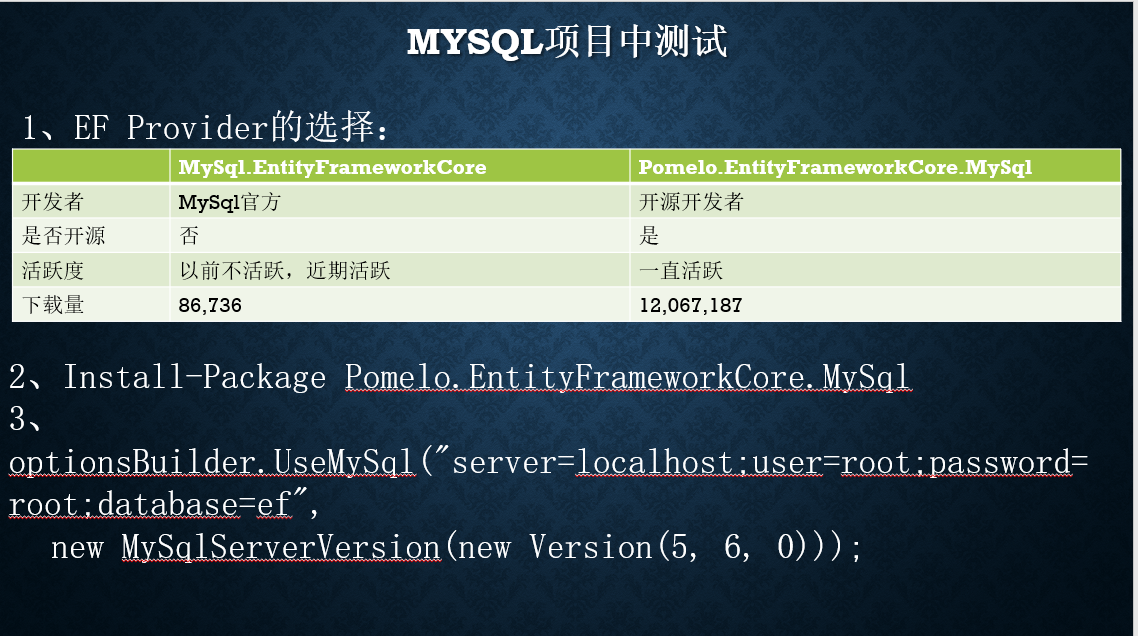 MYSQL项目中测试
1、EF Provider的选择:
MySql.EntityFrameworkCore Pomelo.EntityFrameworkCore.MySql
开发者 MySql官方 开源开发者
是否开源 否 是
活跃度 以前不活跃，近期活跃 一直活跃
下载量 86,736 12,067,187
2、Install-Package Pomelo.EntityFrameworkCore.MySql
3、
optionsBuilder.UseMySql("server=localhost;user=root;password=
root;database=ef",
new MySqlServerVersion(new Version(5, 6, 0)));